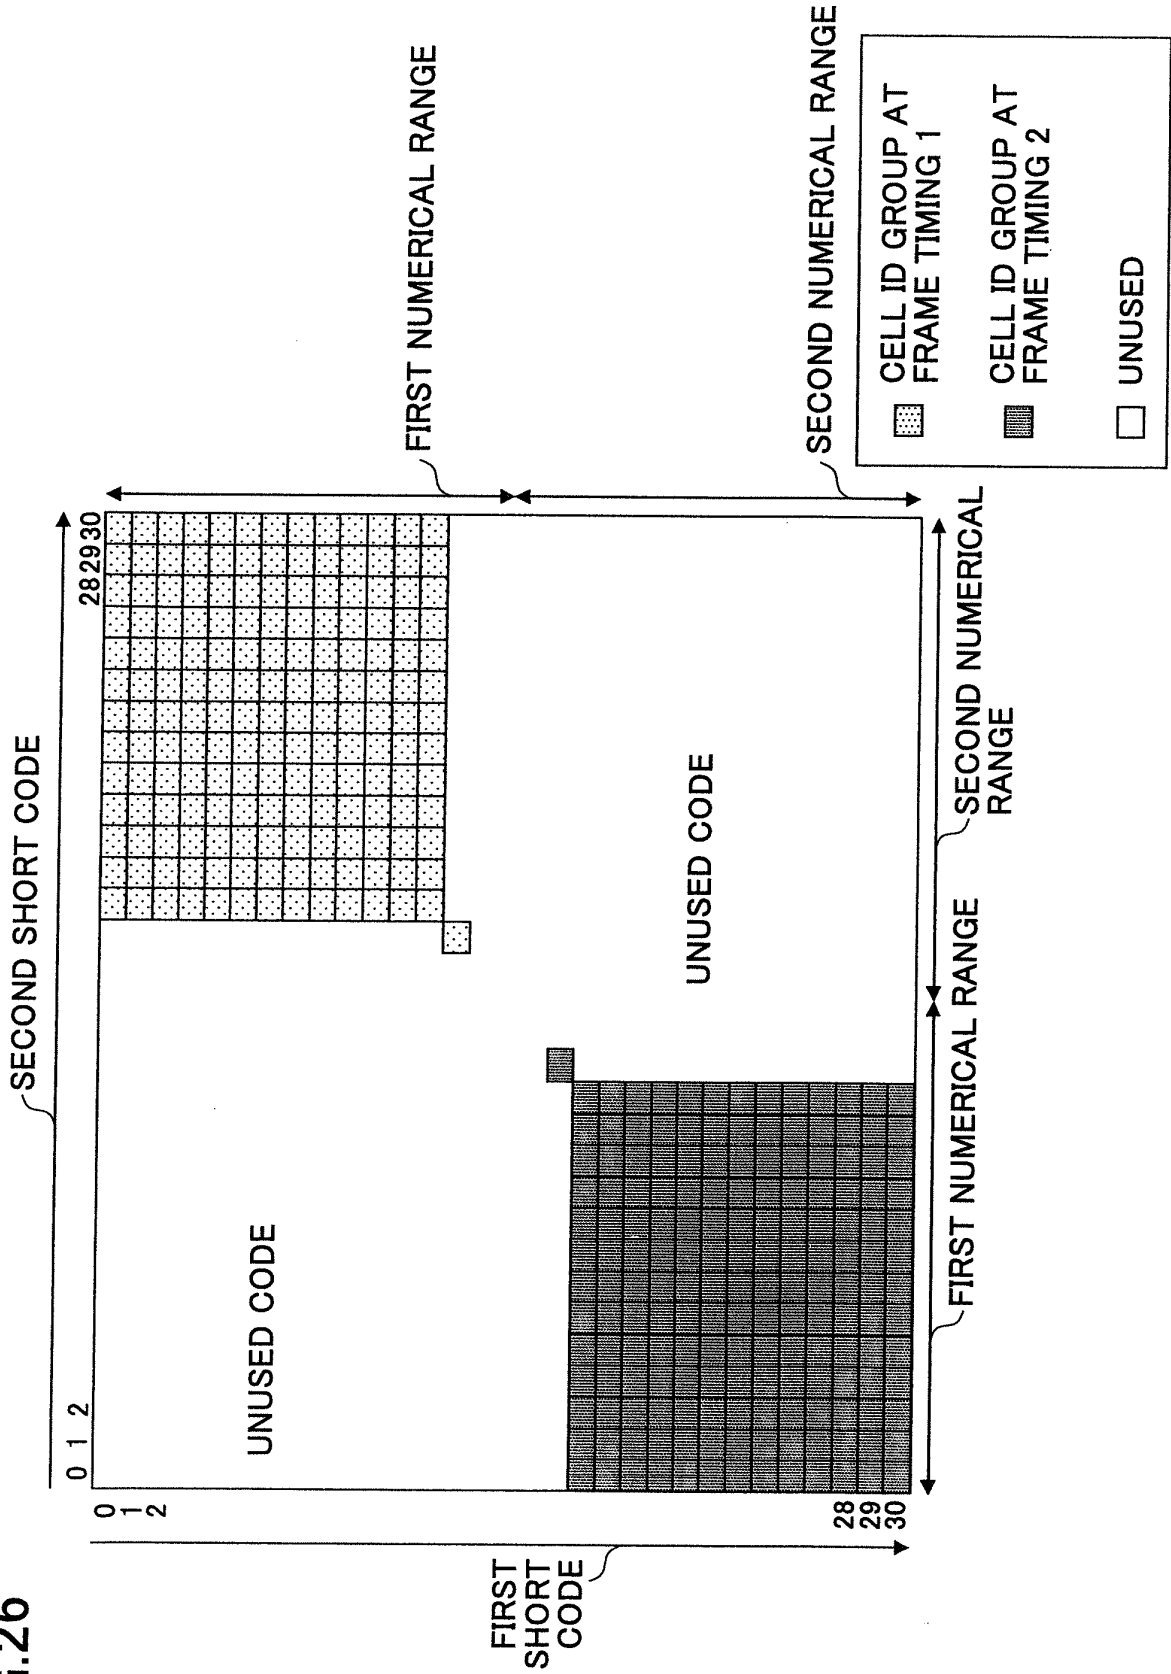 i.26
SECOND SHORT CODE
0 1 2
28 29 30
FIRST
SHORT
CODE
0
1
2
28
29
30
UNUSED CODE
UNUSED CODE
FIRST NUMERICAL RANGE
SECOND NUMERICAL RANGE
FIRST NUMERICAL RANGE
SECOND NUMERICAL
RANGE
CELL ID GROUP AT
FRAME TIMING 1
CELL ID GROUP AT
FRAME TIMING 2
UNUSED